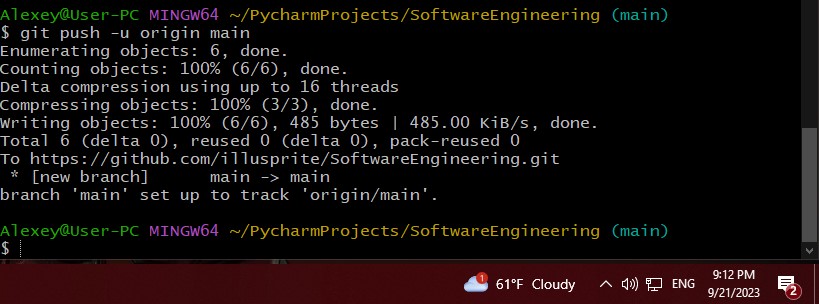 Alexey@User-PC MINGW64 ~/PycharmProjects/SoftwareEngineering (main)
$ git push -u origin main
Enumerating objects: 6, done.
Counting objects: 100% (6/6), done.
Delta compression using up to 16 threads
Compressing objects: 100% (3/3), done.
Writing objects: 100% (6/6), 485 bytes | 485.00 KiB/s, done.
Total 6 (delta 0), reused 0 (delta 0), pack-reused 0
To https://github.com/illusprite/SoftwareEngineering.git
 * [new branch]      main -> main
branch 'main' set up to track 'origin/main'.

Alexey@User-PC MINGW64 ~/PycharmProjects/SoftwareEngineering (main)
$
1 61°F Cloudy ENG 9:12 PM
9/21/2023 2